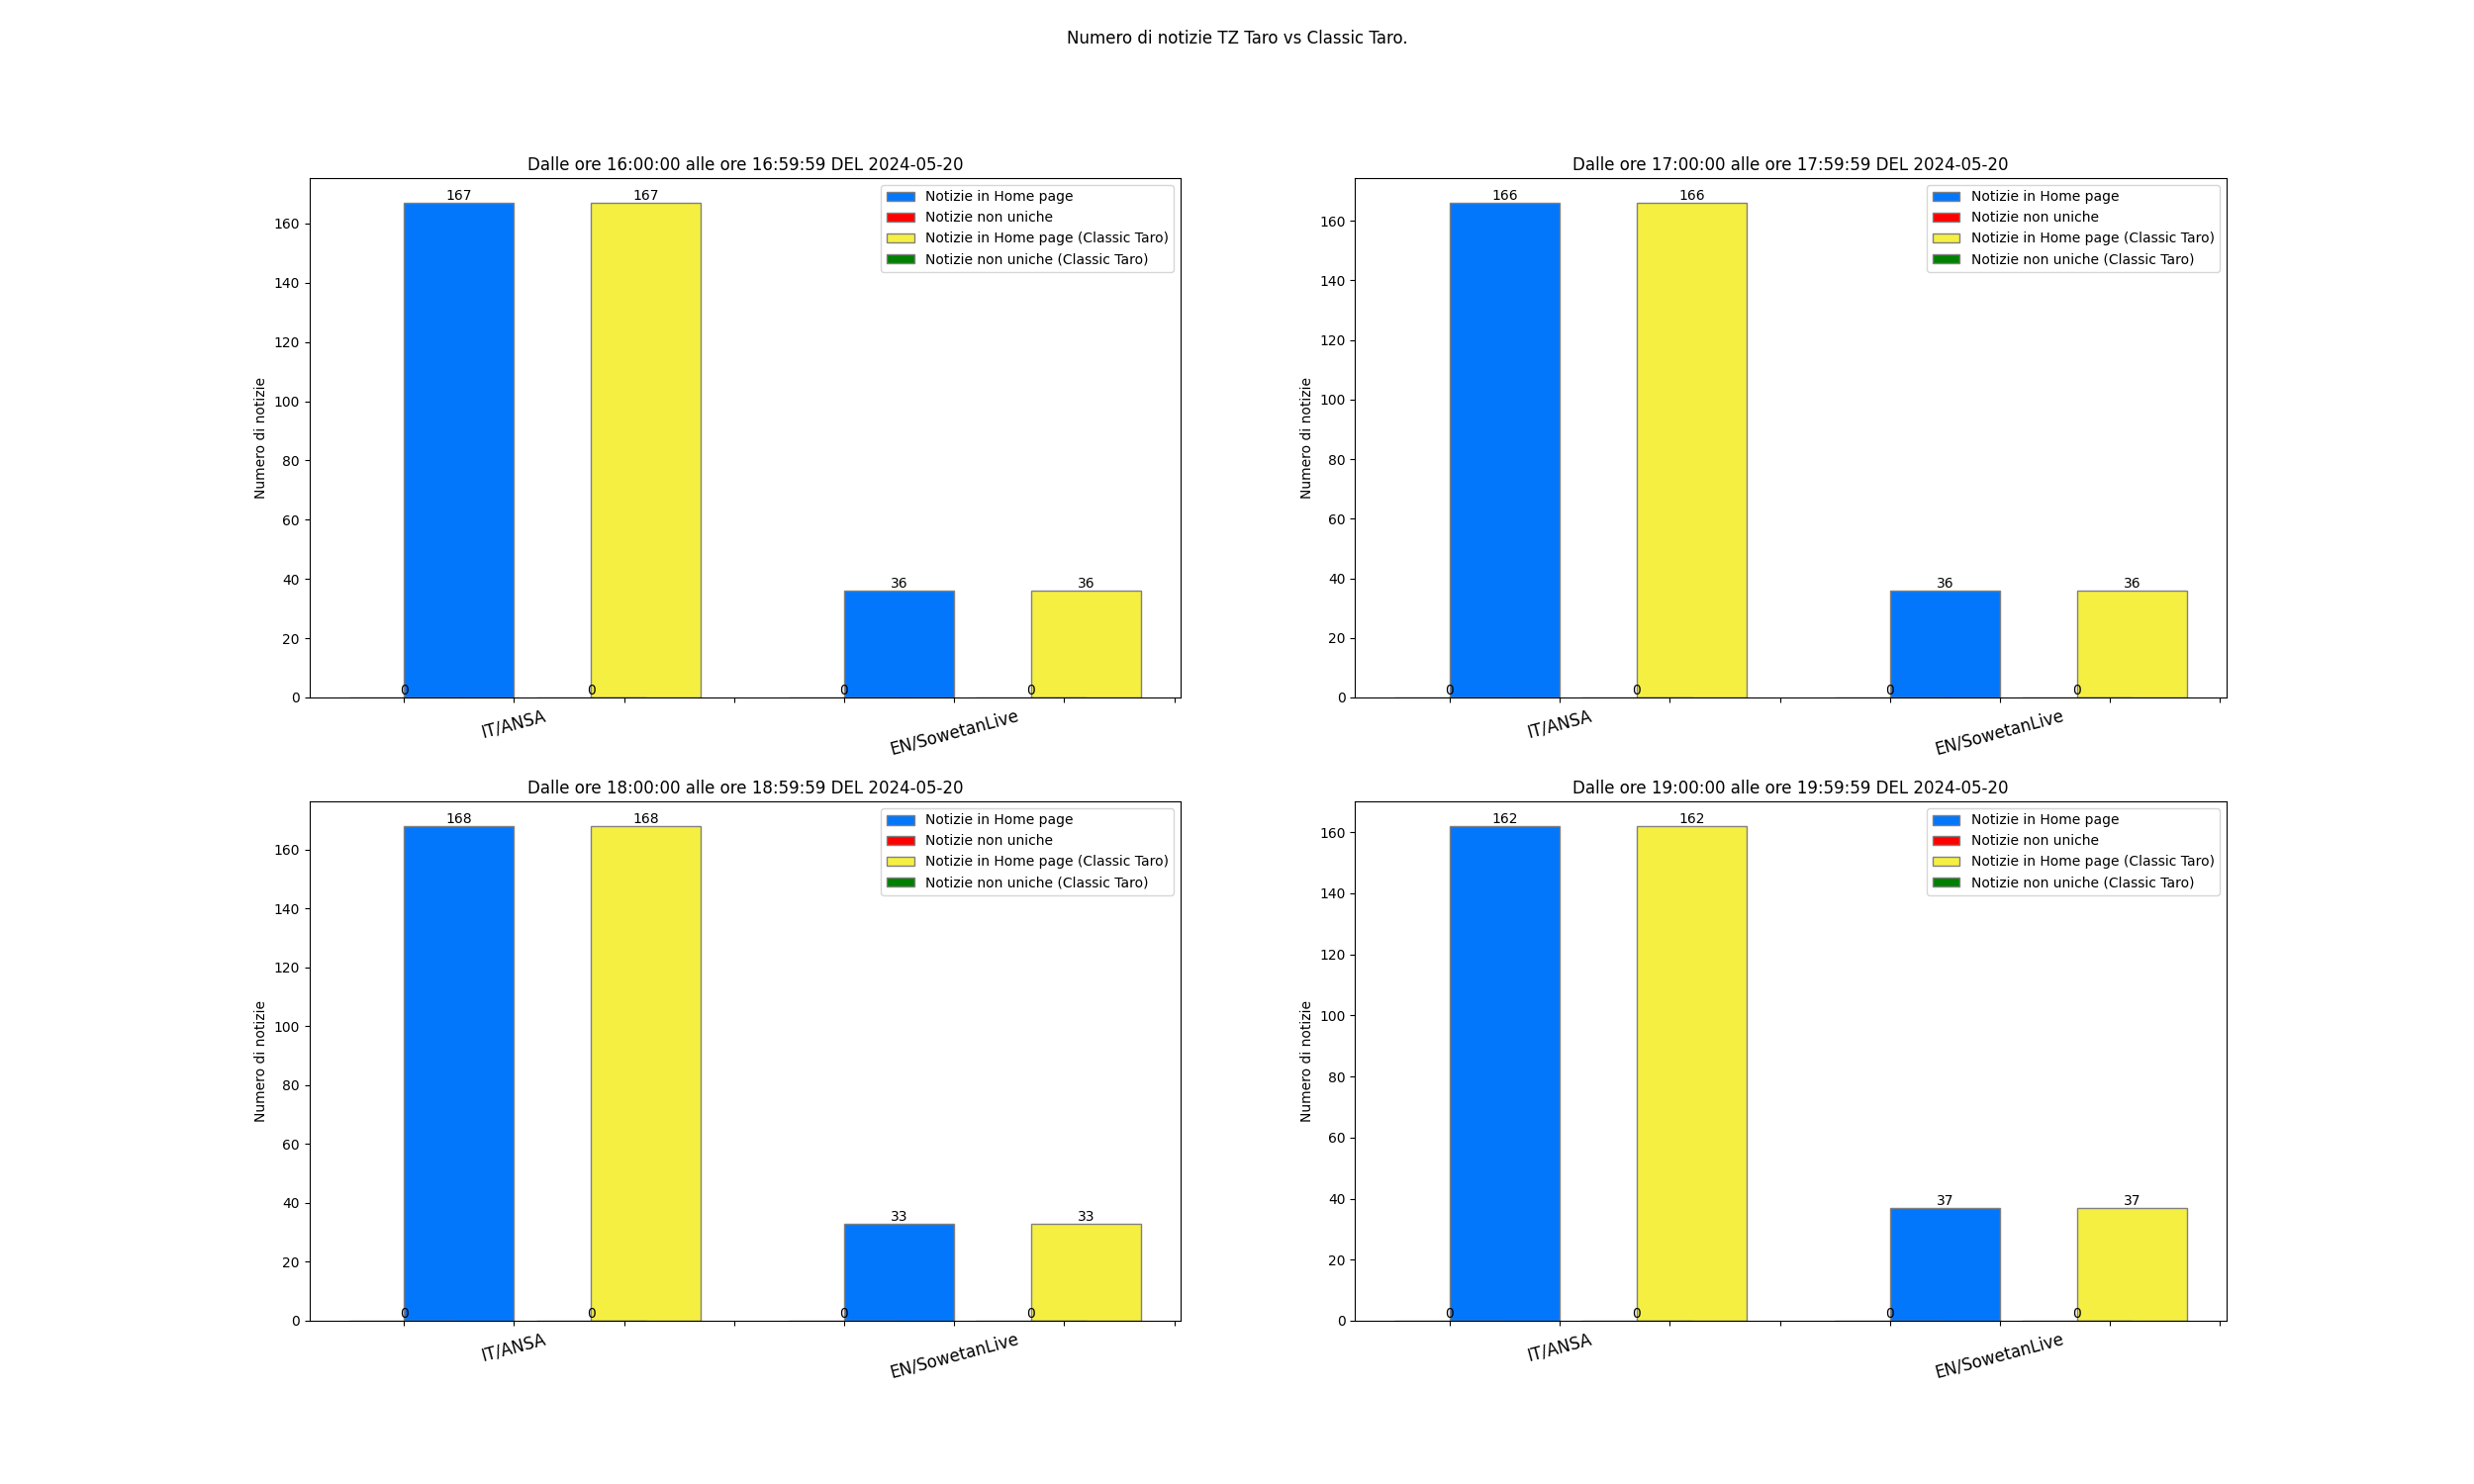 Numero di notizie TZ Taro vs Classic Taro.
Dalle ore 16:00:00 alle ore 16:59:59 DEL 2024-05-20
Numero di notizie
160
140
120
100
80
60
40
20
0
167
167
36
36
0
0
0
0
Notizie in Home page
Notizie non uniche
Notizie in Home page (Classic Taro)
Notizie non uniche (Classic Taro)
IT/ANSA
EN/SowetanLive
Dalle ore 17:00:00 alle ore 17:59:59 DEL 2024-05-20
Numero di notizie
160
140
120
100
80
60
40
20
0
166
166
36
36
0
0
0
0
Notizie in Home page
Notizie non uniche
Notizie in Home page (Classic Taro)
Notizie non uniche (Classic Taro)
IT/ANSA
EN/SowetanLive
Dalle ore 18:00:00 alle ore 18:59:59 DEL 2024-05-20
Numero di notizie
160
140
120
100
80
60
40
20
0
168
168
33
33
0
0
0
0
Notizie in Home page
Notizie non uniche
Notizie in Home page (Classic Taro)
Notizie non uniche (Classic Taro)
IT/ANSA
EN/SowetanLive
Dalle ore 19:00:00 alle ore 19:59:59 DEL 2024-05-20
Numero di notizie
160
140
120
100
80
60
40
20
0
162
162
37
37
0
0
0
0
Notizie in Home page
Notizie non uniche
Notizie in Home page (Classic Taro)
Notizie non uniche (Classic Taro)
IT/ANSA
EN/SowetanLive